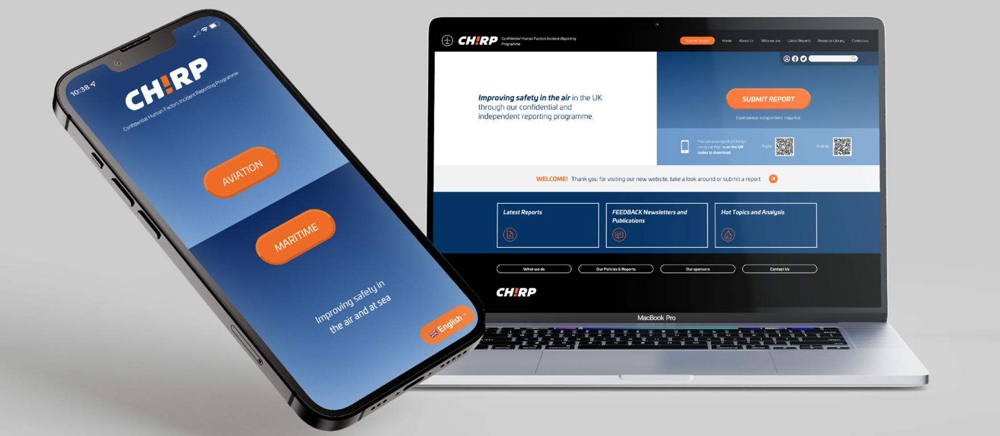 10:38
CH!RP
Confidential Human Factors Incident Reporting Programme
AVIATION
MARITIME
Improving safety in
the air and at sea
English
CH!RP
Confidential Human Factors Incident Reporting
Programme
Submit Report
Home
About Us
Who we are
Latest Reports
Resource Library
Contact us
Improving safety in the air in the UK
through our confidential and
independent reporting programme.
SUBMIT REPORT
Confidential. Independent. Impartial
You can also report on the go
using our App, scan the QR
codes to download
Apple
Android
WELCOME! Thank you for visiting our new website, take a look around or submit a report
Latest Reports
FEEDBACK Newsletters and
Publications
Hot Topics and Analysis
What we do
Our Policies & Reports
Our sponsors
Contact Us
CH!RP
MacBook Pro